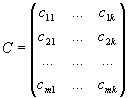 c₁₁ ... c₁ₖ
c₂₁ ... c₂ₖ
C =
... ... ...
cₘ₁ ... cₘₖ